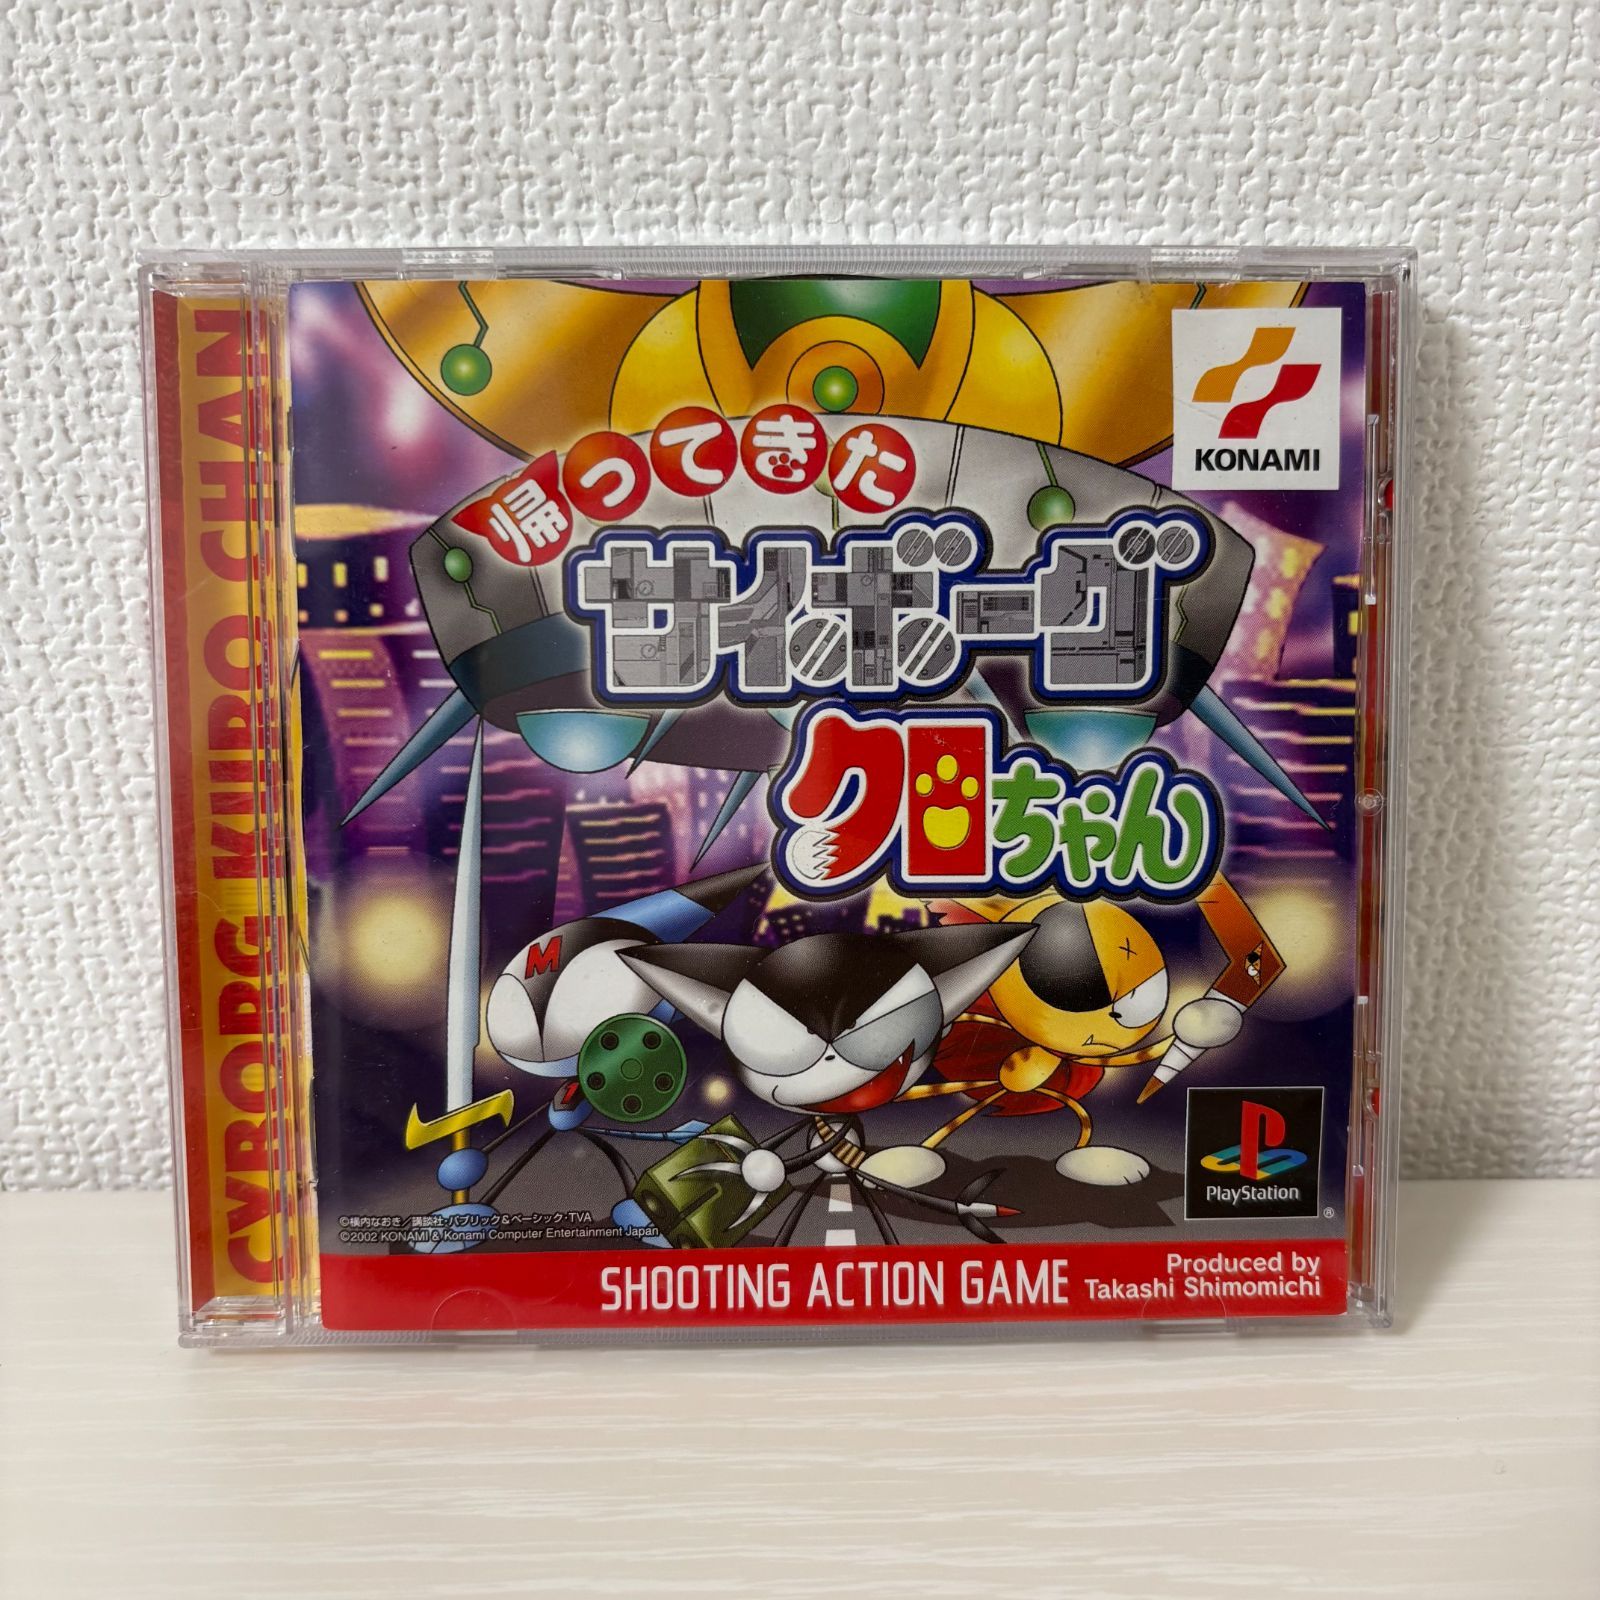 CYBORG KURO CHAN
KONAMI
帰ってきた
サイボーグ
クロちゃん
M
1
PlayStation
®
©横内なおき/講談社・パブリック&ベーシック・TVA
©2002 KONAMI & Konami Computer Entertainment Japan
SHOOTING ACTION GAME
Produced by
Takashi Shimomichi